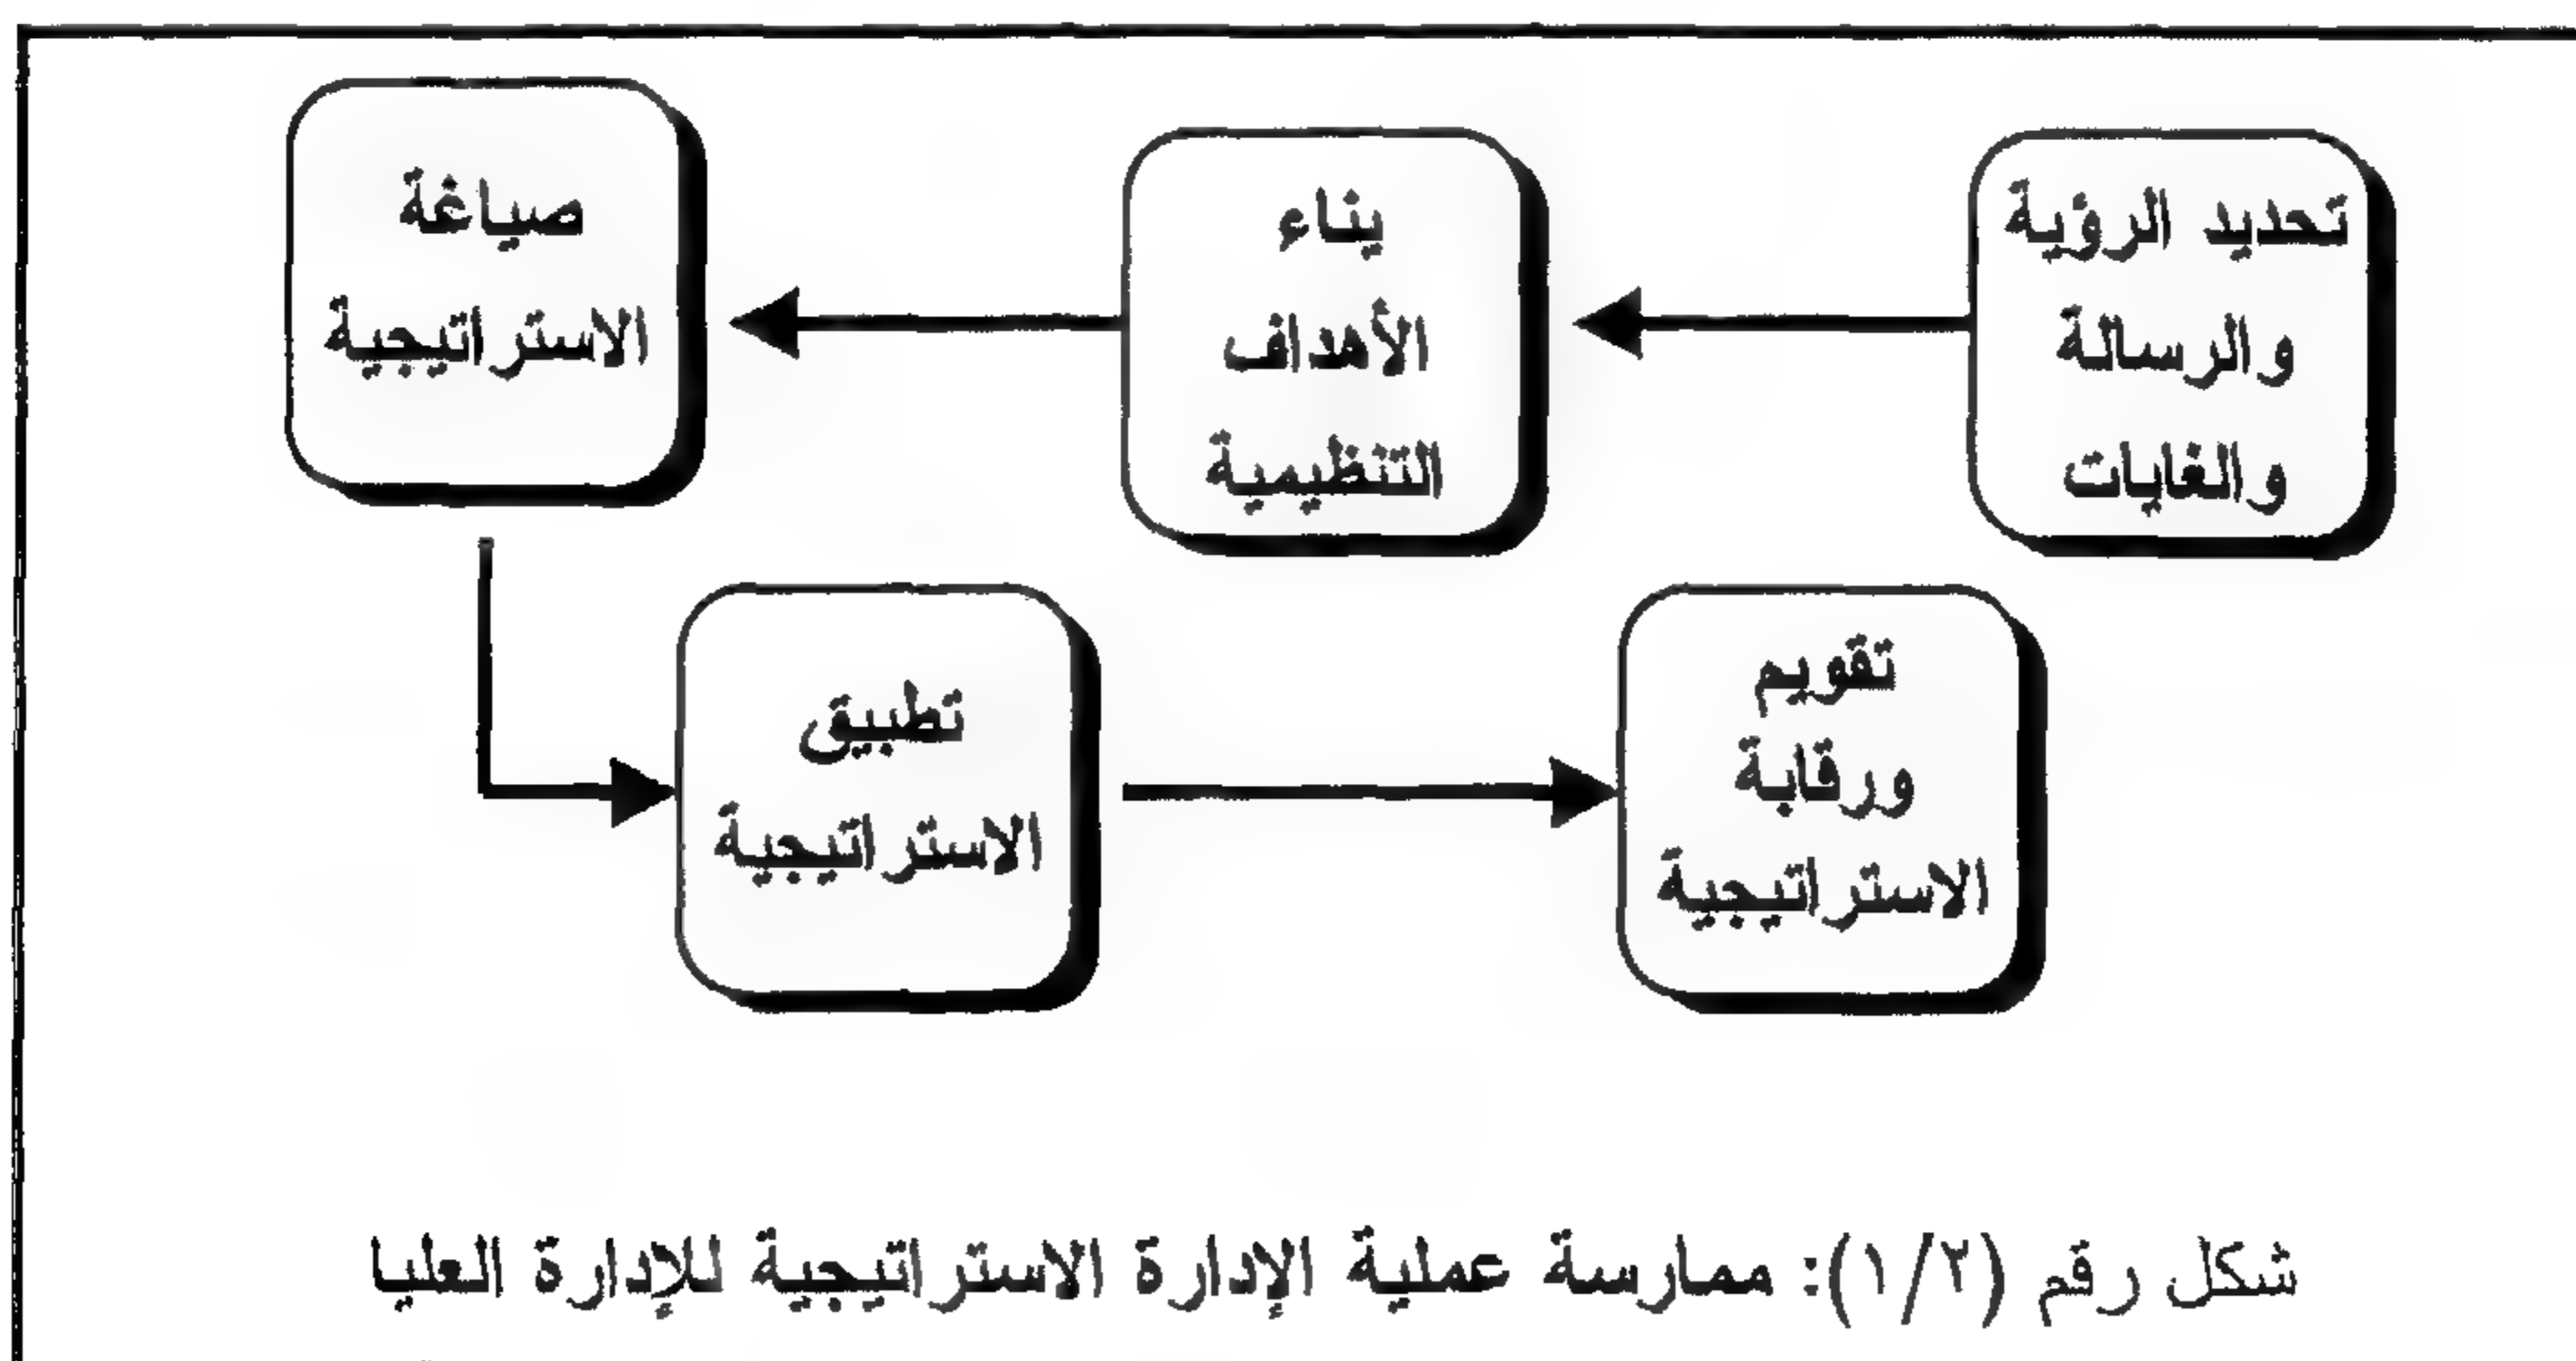 تحديد الرؤية
والرسالة
والغايات
بناء
الأهداف
التنظيمية
صياغة
الاستراتيجية
تطبيق
الاستراتيجية
تقويم
ورقابة
الاستراتيجية
شكل رقم (١/٢): ممارسة عملية الإدارة الاستراتيجية للإدارة العليا